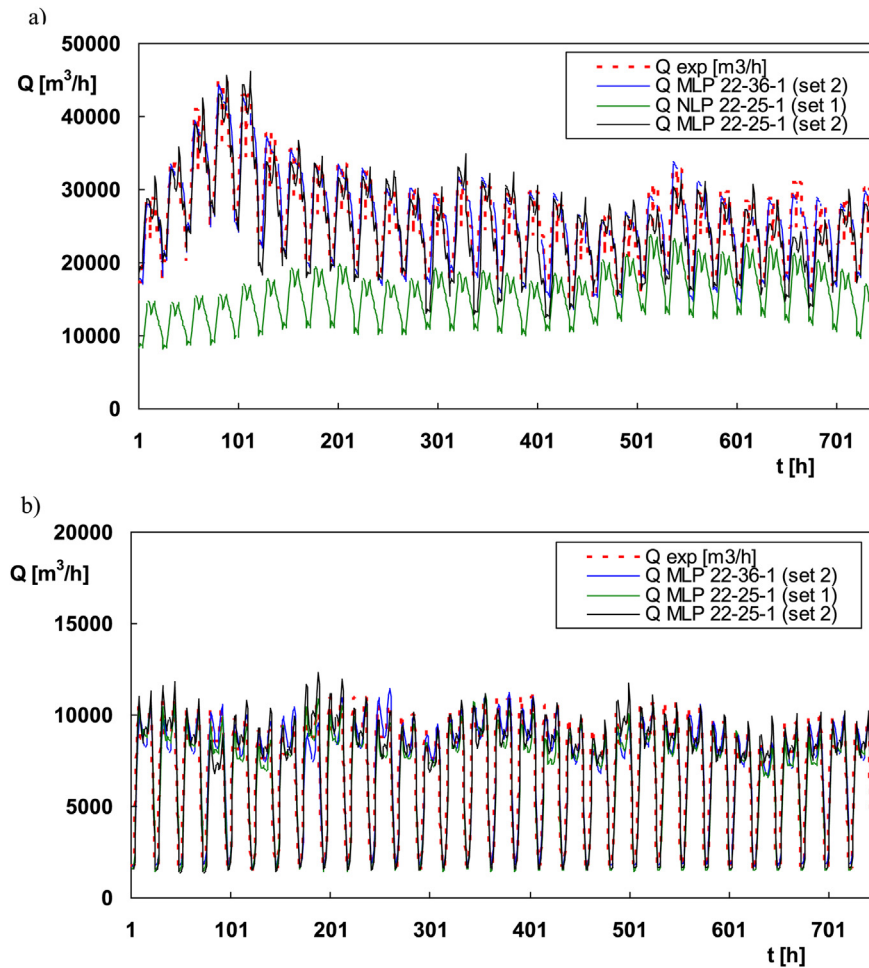 a)
50000
Q [m³/h]
40000
30000
20000
10000
0
Q exp [m3/h]
Q MLP 22-36-1 (set 2)
Q NLP 22-25-1 (set 1)
Q MLP 22-25-1 (set 2)
1 101 201 301 401 501 601 701
t [h]
b)
20000
Q [m³/h]
15000
10000
5000
0
Q exp [m3/h]
Q MLP 22-36-1 (set 2)
Q MLP 22-25-1 (set 1)
Q MLP 22-25-1 (set 2)
1 101 201 301 401 501 601 701
t [h]